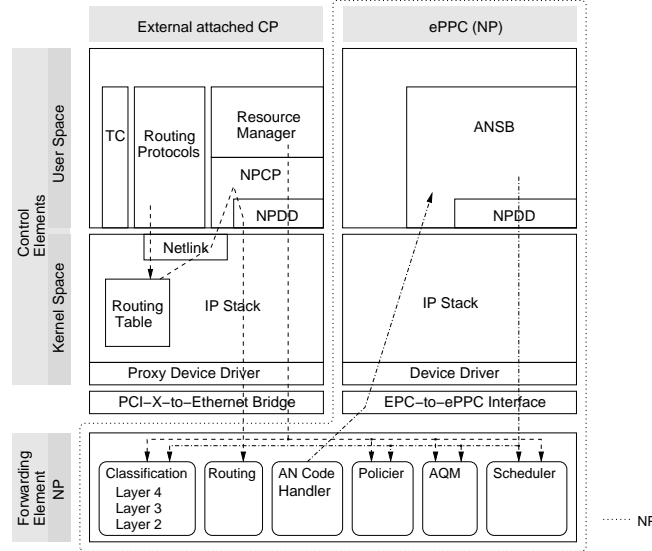 External attached CP
ePPC (NP)
Control
Elements
User Space
TC
Routing
Protocols
Resource
Manager
NPCP
NPDD
ANSB
NPDD
Kernel Space
Netlink
Routing
Table
IP Stack
IP Stack
Proxy Device Driver
Device Driver
PCI−X−to−Ethernet Bridge
EPC−to−ePPC Interface
Forwarding
Element
NP
Classification
Layer 4
Layer 3
Layer 2
Routing
AN Code
Handler
Policier
AQM
Scheduler
NP